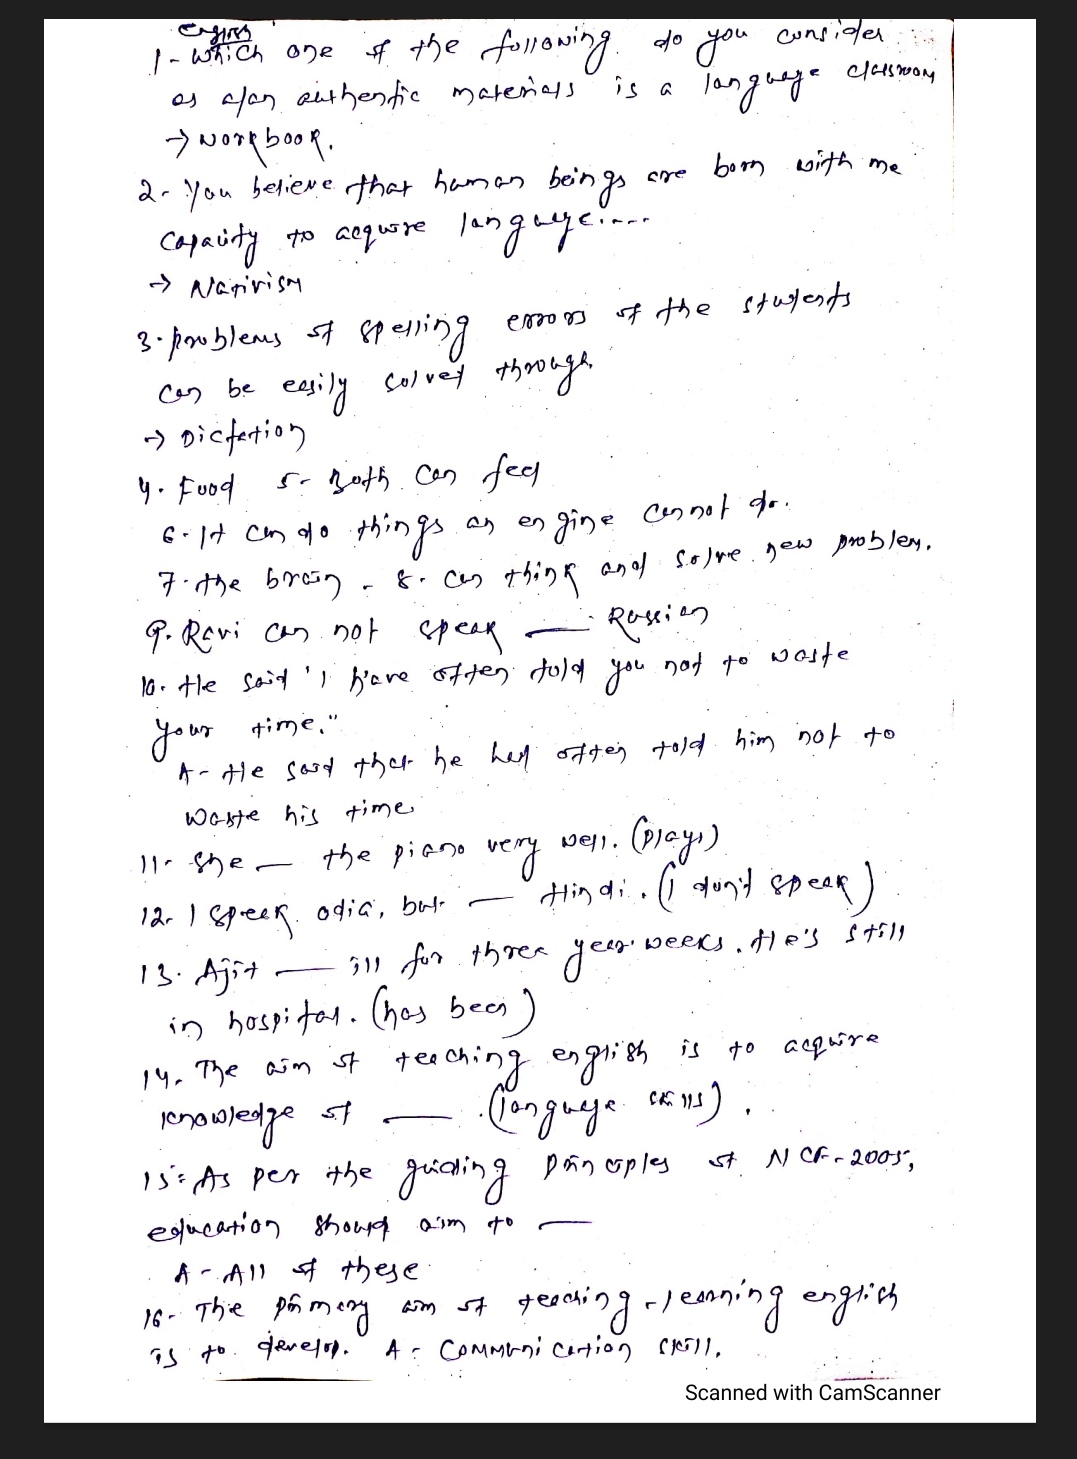 English
1- Which one of the following do you consider
as a/an authentic materials is a language classroom
→ Workbook.
2- You believe that human beings are born with me
capacity to acquire language.....
→ Nativism
3. problems of spelling errors of the students
can be easily solved through
→ Dictation
4. Food 5- Both can feel
6- It can do things an engine cannot do.
7. the brain - 8. can think and solve new problem.
9. Ravi can not speak — Russian
10. He said "I have often told you not to waste
your time."
A- He said that he had often told him not to
waste his time.
11- She — the piano very well. (plays)
12. I speak odia, but — Hindi. (I don't speak)
13. Ajit — ill for three year weeks. He's still
in hospital. (has been)
14. The aim of teaching english is to acquire
knowledge of — . (language skills).
15: As per the guiding principles of NCF-2005,
education should aim to —
A - All of these
16- The primary aim of teaching-learning english
is to develop. A - Communication skill.
Scanned with CamScanner